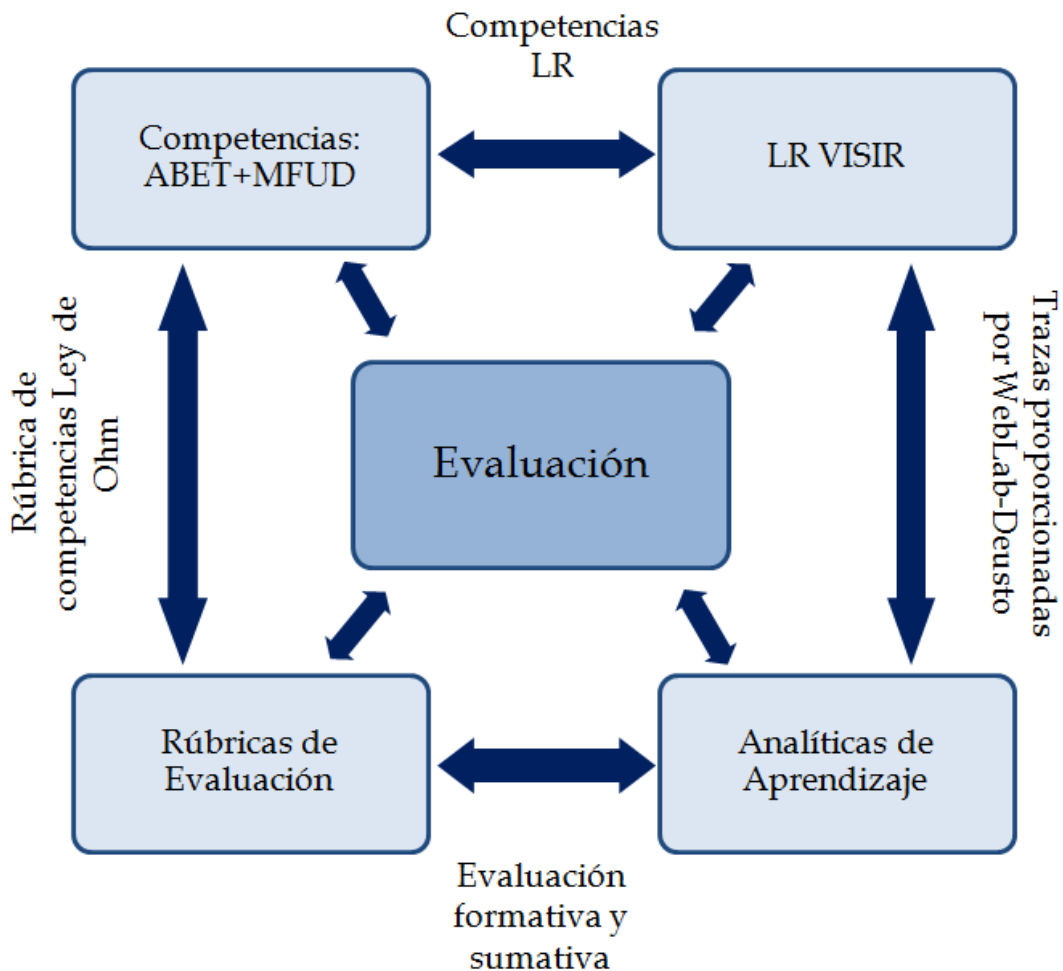 Competencias
LR
Competencias:
ABET+MFUD
LR VISIR
Rúbrica de
competencias Ley de
Ohm
Trazas proporcionadas
por WebLab-Deusto
Evaluación
Rúbricas de
Evaluación
Analíticas de
Aprendizaje
Evaluación
formativa y
sumativa